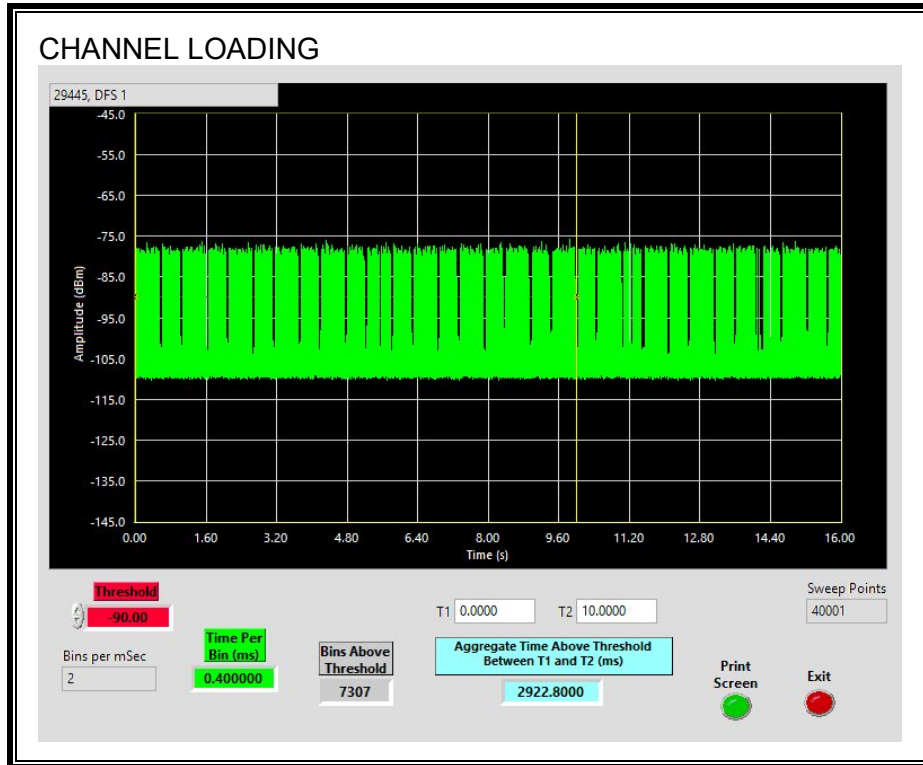 CHANNEL LOADING
29445, DFS 1
Amplitude (dBm)
-45.0
-55.0
-65.0
-75.0
-85.0
-95.0
-105.0
-115.0
-125.0
-135.0
-145.0
0.00 1.60 3.20 4.80 6.40 8.00 9.60 11.20 12.80 14.40 16.00
Time (s)
Threshold
-90.00
Bins per mSec
2
Time Per
Bin (ms)
0.400000
Bins Above
Threshold
7307
T1 0.0000 T2 10.0000
Aggregate Time Above Threshold
Between T1 and T2 (ms)
2922.8000
Sweep Points
40001
Print
Screen
Exit